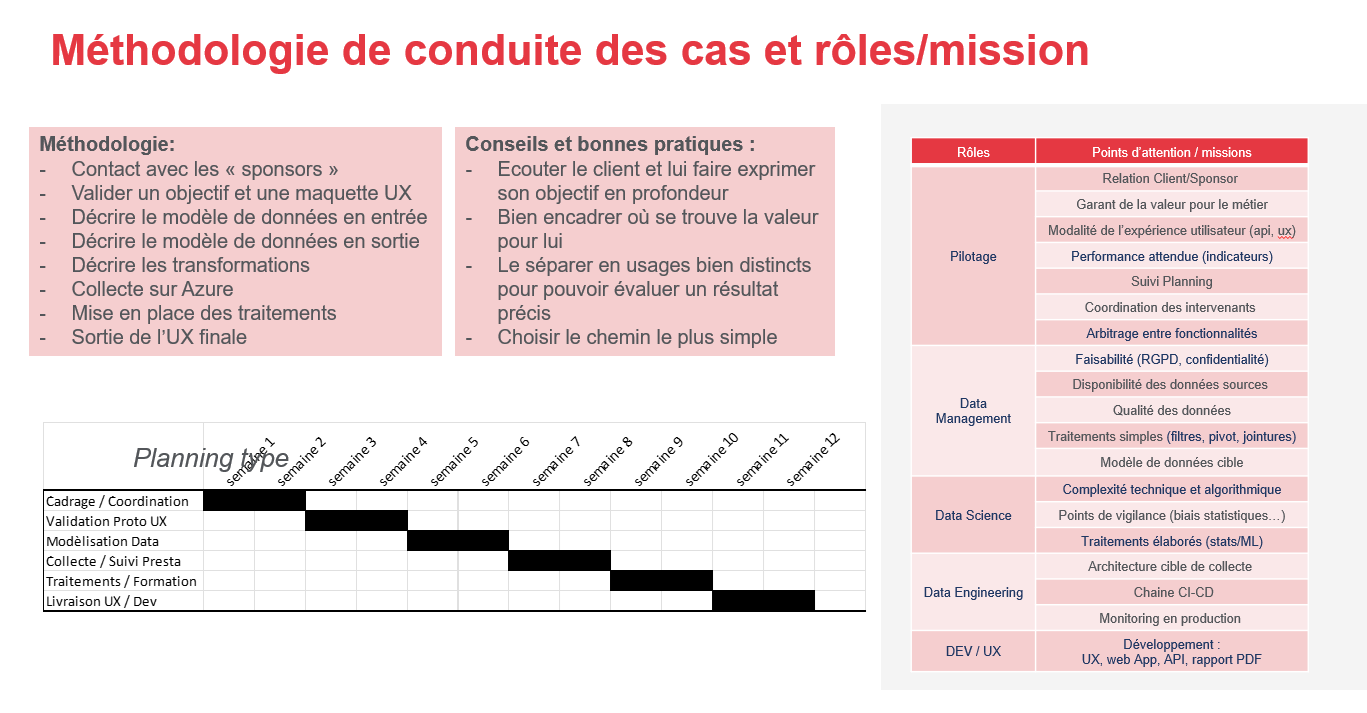 Méthodologie de conduite des cas et rôles/mission
Méthodologie:
- Contact avec les « sponsors »
- Valider un objectif et une maquette UX
- Décrire le modèle de données en entrée
- Décrire le modèle de données en sortie
- Décrire les transformations
- Collecte sur Azure
- Mise en place des traitements
- Sortie de l’UX finale
Conseils et bonnes pratiques :
- Ecouter le client et lui faire exprimer
son objectif en profondeur
- Bien encadrer où se trouve la valeur
pour lui
- Le séparer en usages bien distincts
pour pouvoir évaluer un résultat
précis
- Choisir le chemin le plus simple
Planning type
semaine 1
semaine 2
semaine 3
semaine 4
semaine 5
semaine 6
semaine 7
semaine 8
semaine 9
semaine 10
semaine 11
semaine 12
Cadrage / Coordination
Validation Proto UX
Modèlisation Data
Collecte / Suivi Presta
Traitements / Formation
Livraison UX / Dev
Rôles
Points d’attention / missions
Pilotage
Relation Client/Sponsor
Garant de la valeur pour le métier
Modalité de l’expérience utilisateur (api, ux)
Performance attendue (indicateurs)
Suivi Planning
Coordination des intervenants
Arbitrage entre fonctionnalités
Data
Management
Faisabilité (RGPD, confidentialité)
Disponibilité des données sources
Qualité des données
Traitements simples (filtres, pivot, jointures)
Modèle de données cible
Data Science
Complexité technique et algorithmique
Points de vigilance (biais statistiques…)
Traitements élaborés (stats/ML)
Data Engineering
Architecture cible de collecte
Chaine CI-CD
Monitoring en production
DEV / UX
Développement :
UX, web App, API, rapport PDF